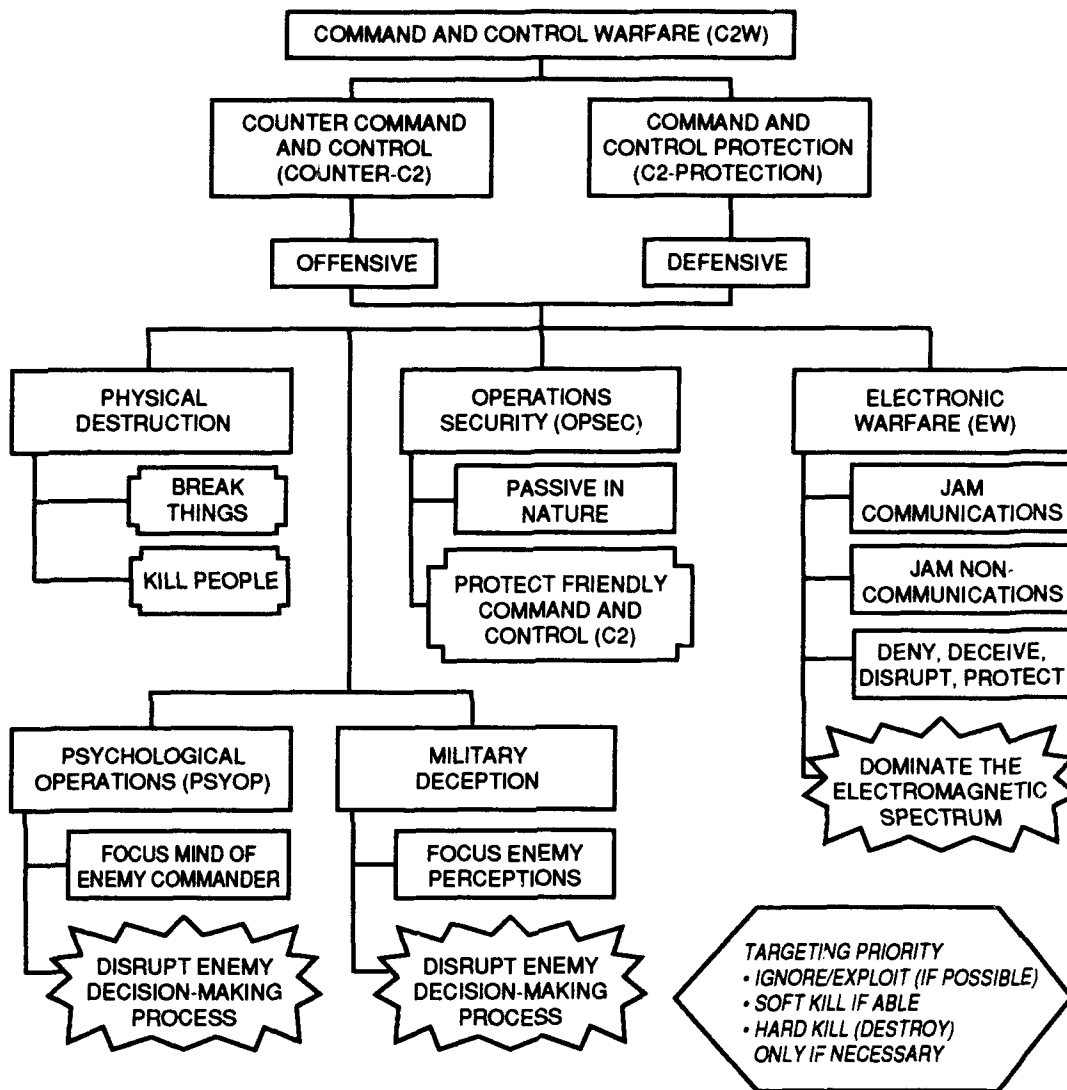 COMMAND AND CONTROL WARFARE (C2W)
COUNTER COMMAND
AND CONTROL
(COUNTER-C2)
COMMAND AND
CONTROL PROTECTION
(C2-PROTECTION)
OFFENSIVE
DEFENSIVE
PHYSICAL
DESTRUCTION
BREAK
THINGS
KILL PEOPLE
OPERATIONS
SECURITY (OPSEC)
PASSIVE IN
NATURE
PROTECT FRIENDLY
COMMAND AND
CONTROL (C2)
ELECTRONIC
WARFARE (EW)
JAM
COMMUNICATIONS
JAM NON-
COMMUNICATIONS
DENY, DECEIVE,
DISRUPT, PROTECT
DOMINATE THE
ELECTROMAGNETIC
SPECTRUM
PSYCHOLOGICAL
OPERATIONS (PSYOP)
FOCUS MIND OF
ENEMY COMMANDER
DISRUPT ENEMY
DECISION-MAKING
PROCESS
MILITARY
DECEPTION
FOCUS ENEMY
PERCEPTIONS
DISRUPT ENEMY
DECISION-MAKING
PROCESS
TARGETING PRIORITY
• IGNORE/EXPLOIT (IF POSSIBLE)
• SOFT KILL IF ABLE
• HARD KILL (DESTROY)
ONLY IF NECESSARY